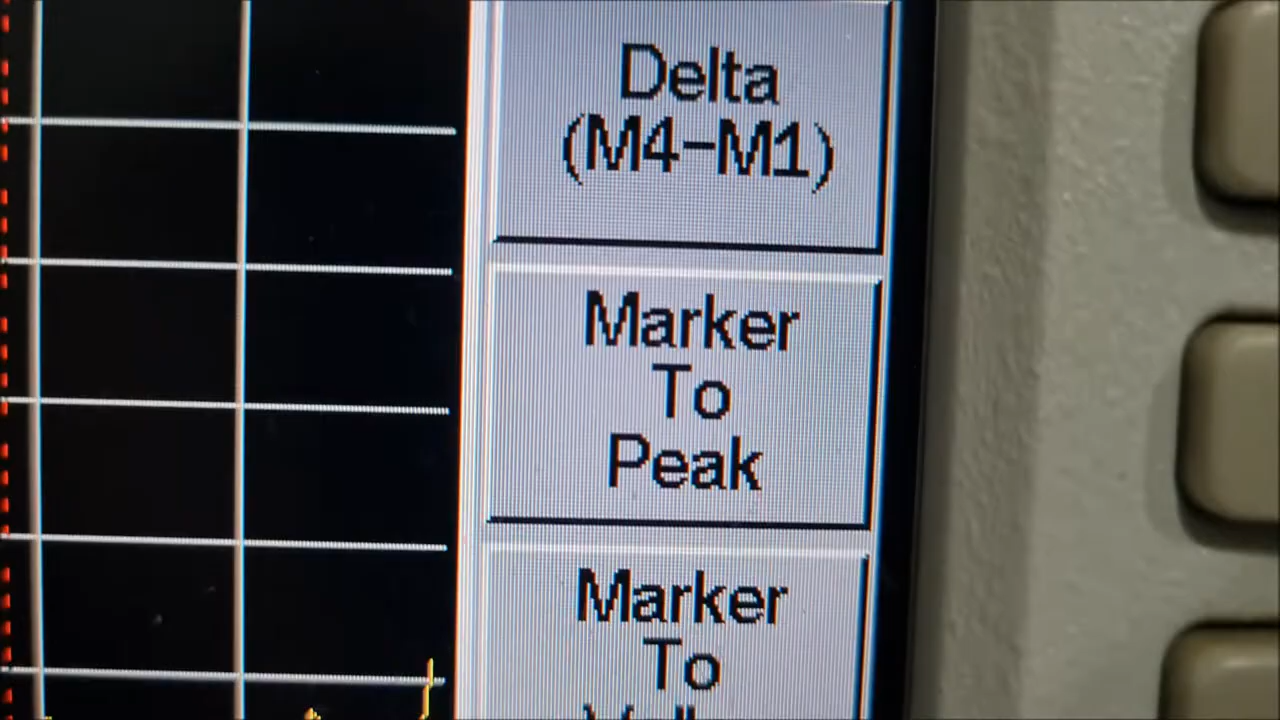 Delta
(M4-M1)
Marker
To
Peak
Marker
To